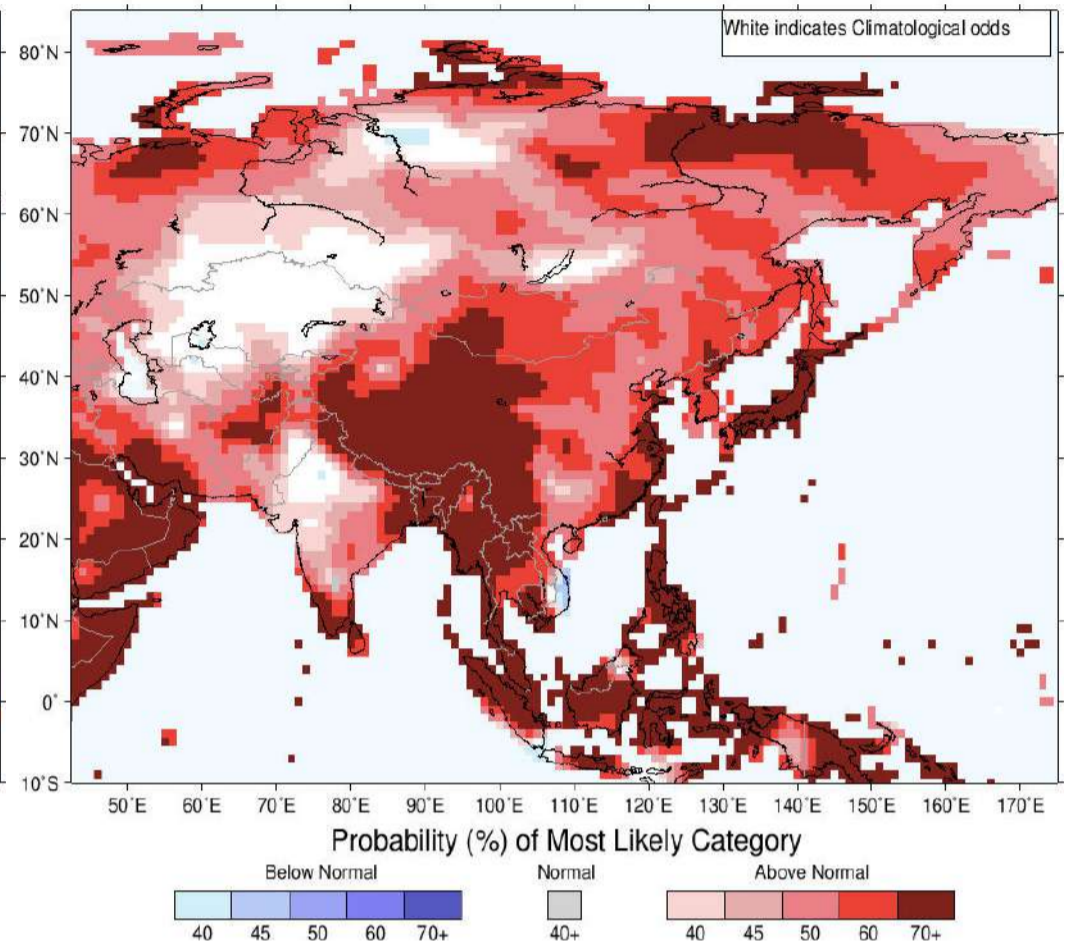 White indicates Climatological odds
80°N
70°N
60°N
50°N
40°N
30°N
20°N
10°N
0°
10°S
50°E 60°E 70°E 80°E 90°E 100°E 110°E 120°E 130°E 140°E 150°E 160°E 170°E
Probability (%) of Most Likely Category
Below Normal Normal Above Normal
40 45 50 60 70+ 40+ 40 45 50 60 70+